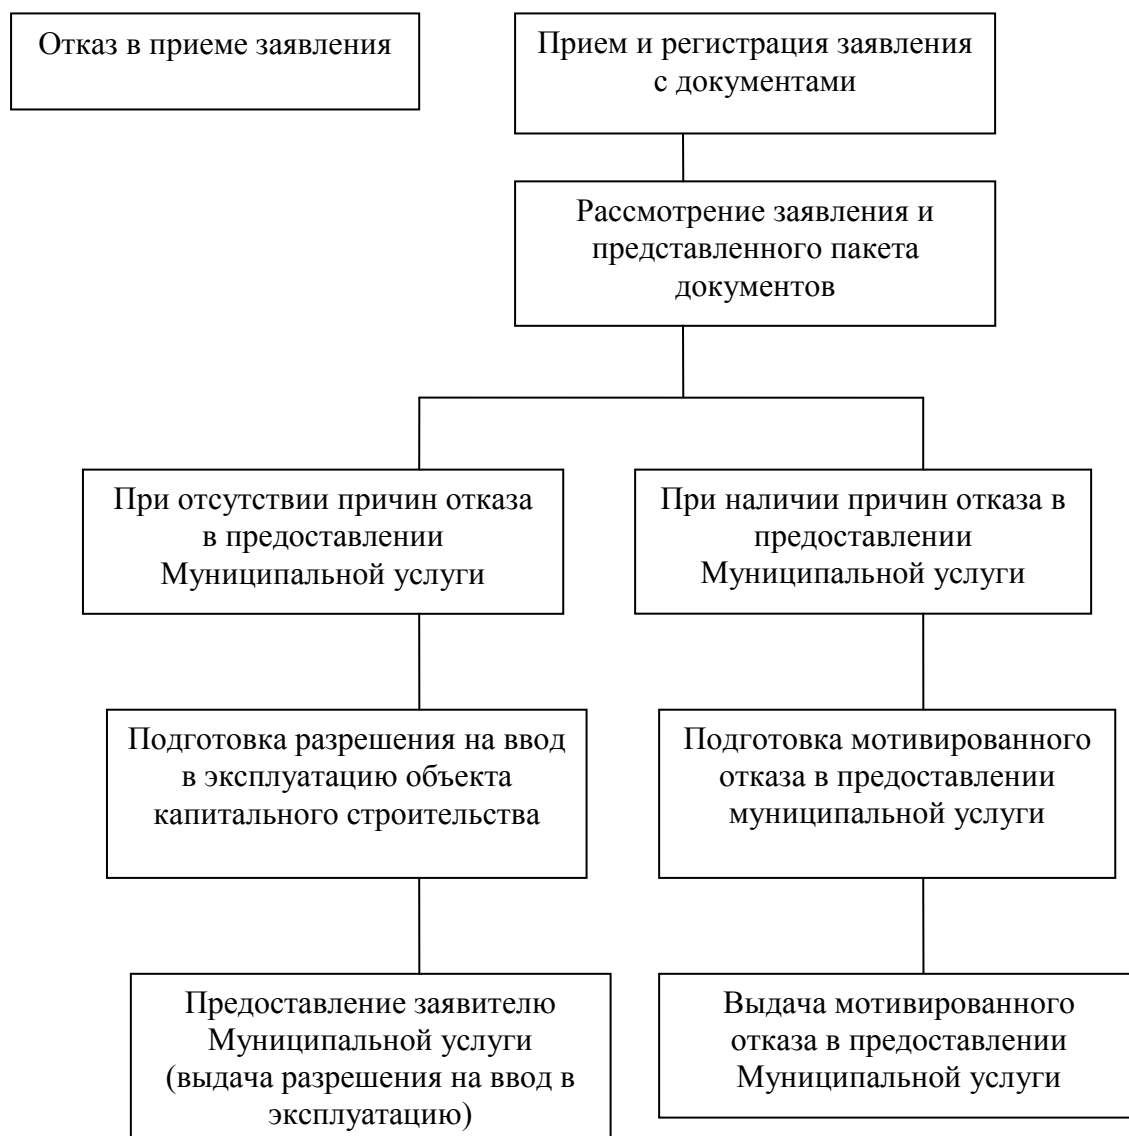 Отказ в приеме заявления
Прием и регистрация заявления
с документами
Рассмотрение заявления и
представленного пакета
документов
При отсутствии причин отказа
в предоставлении
Муниципальной услуги
При наличии причин отказа в
предоставлении
Муниципальной услуги
Подготовка разрешения на ввод
в эксплуатацию объекта
капитального строительства
Подготовка мотивированного
отказа в предоставлении
муниципальной услуги
Предоставление заявителю
Муниципальной услуги
(выдача разрешения на ввод в
эксплуатацию)
Выдача мотивированного
отказа в предоставлении
Муниципальной услуги